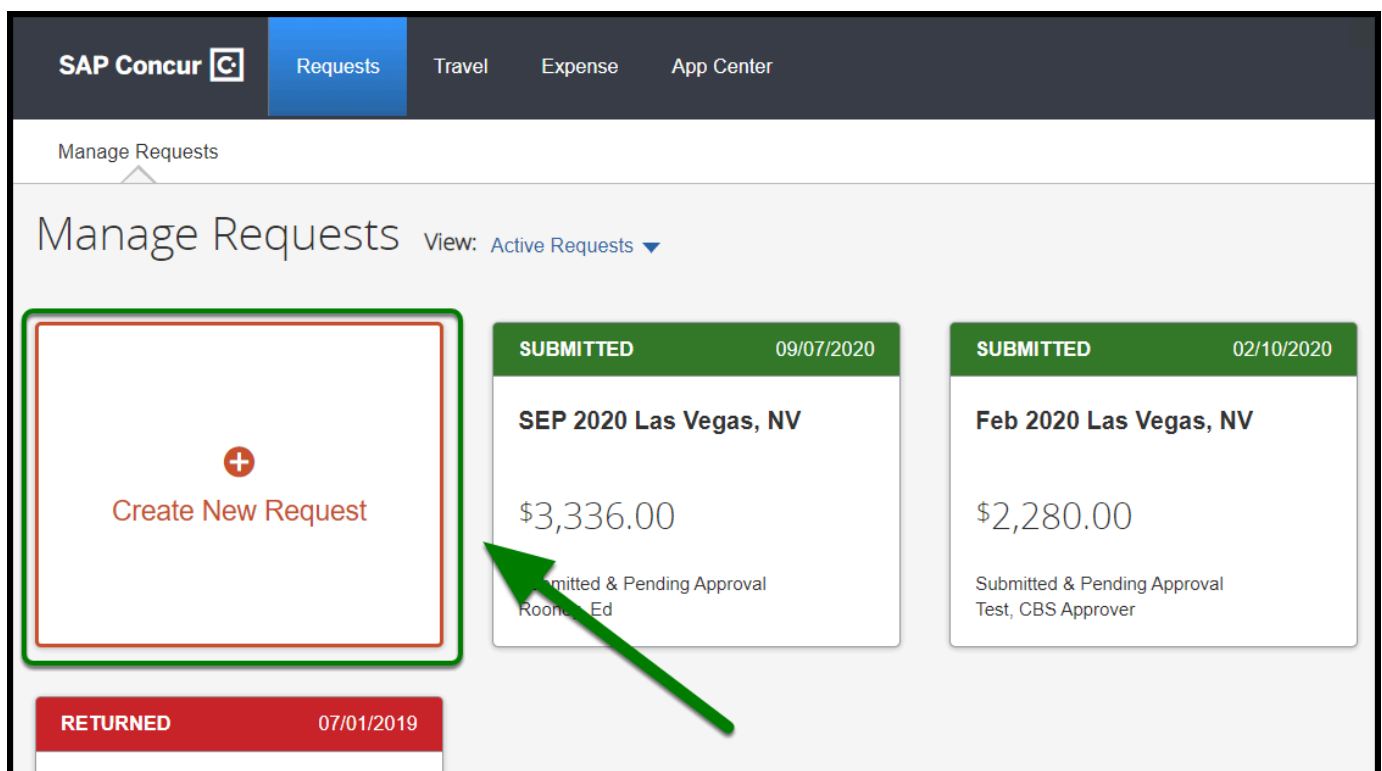 SAP Concur Requests Travel Expense App Center
Manage Requests
Manage Requests View: Active Requests
Create New Request
SUBMITTED 09/07/2020
SEP 2020 Las Vegas, NV
$3,336.00
& Pending Approval
Ed
SUBMITTED 02/10/2020
Feb 2020 Las Vegas, NV
$2,280.00
Submitted & Pending Approval
Test, CBS Approver
RETURNED 07/01/2019